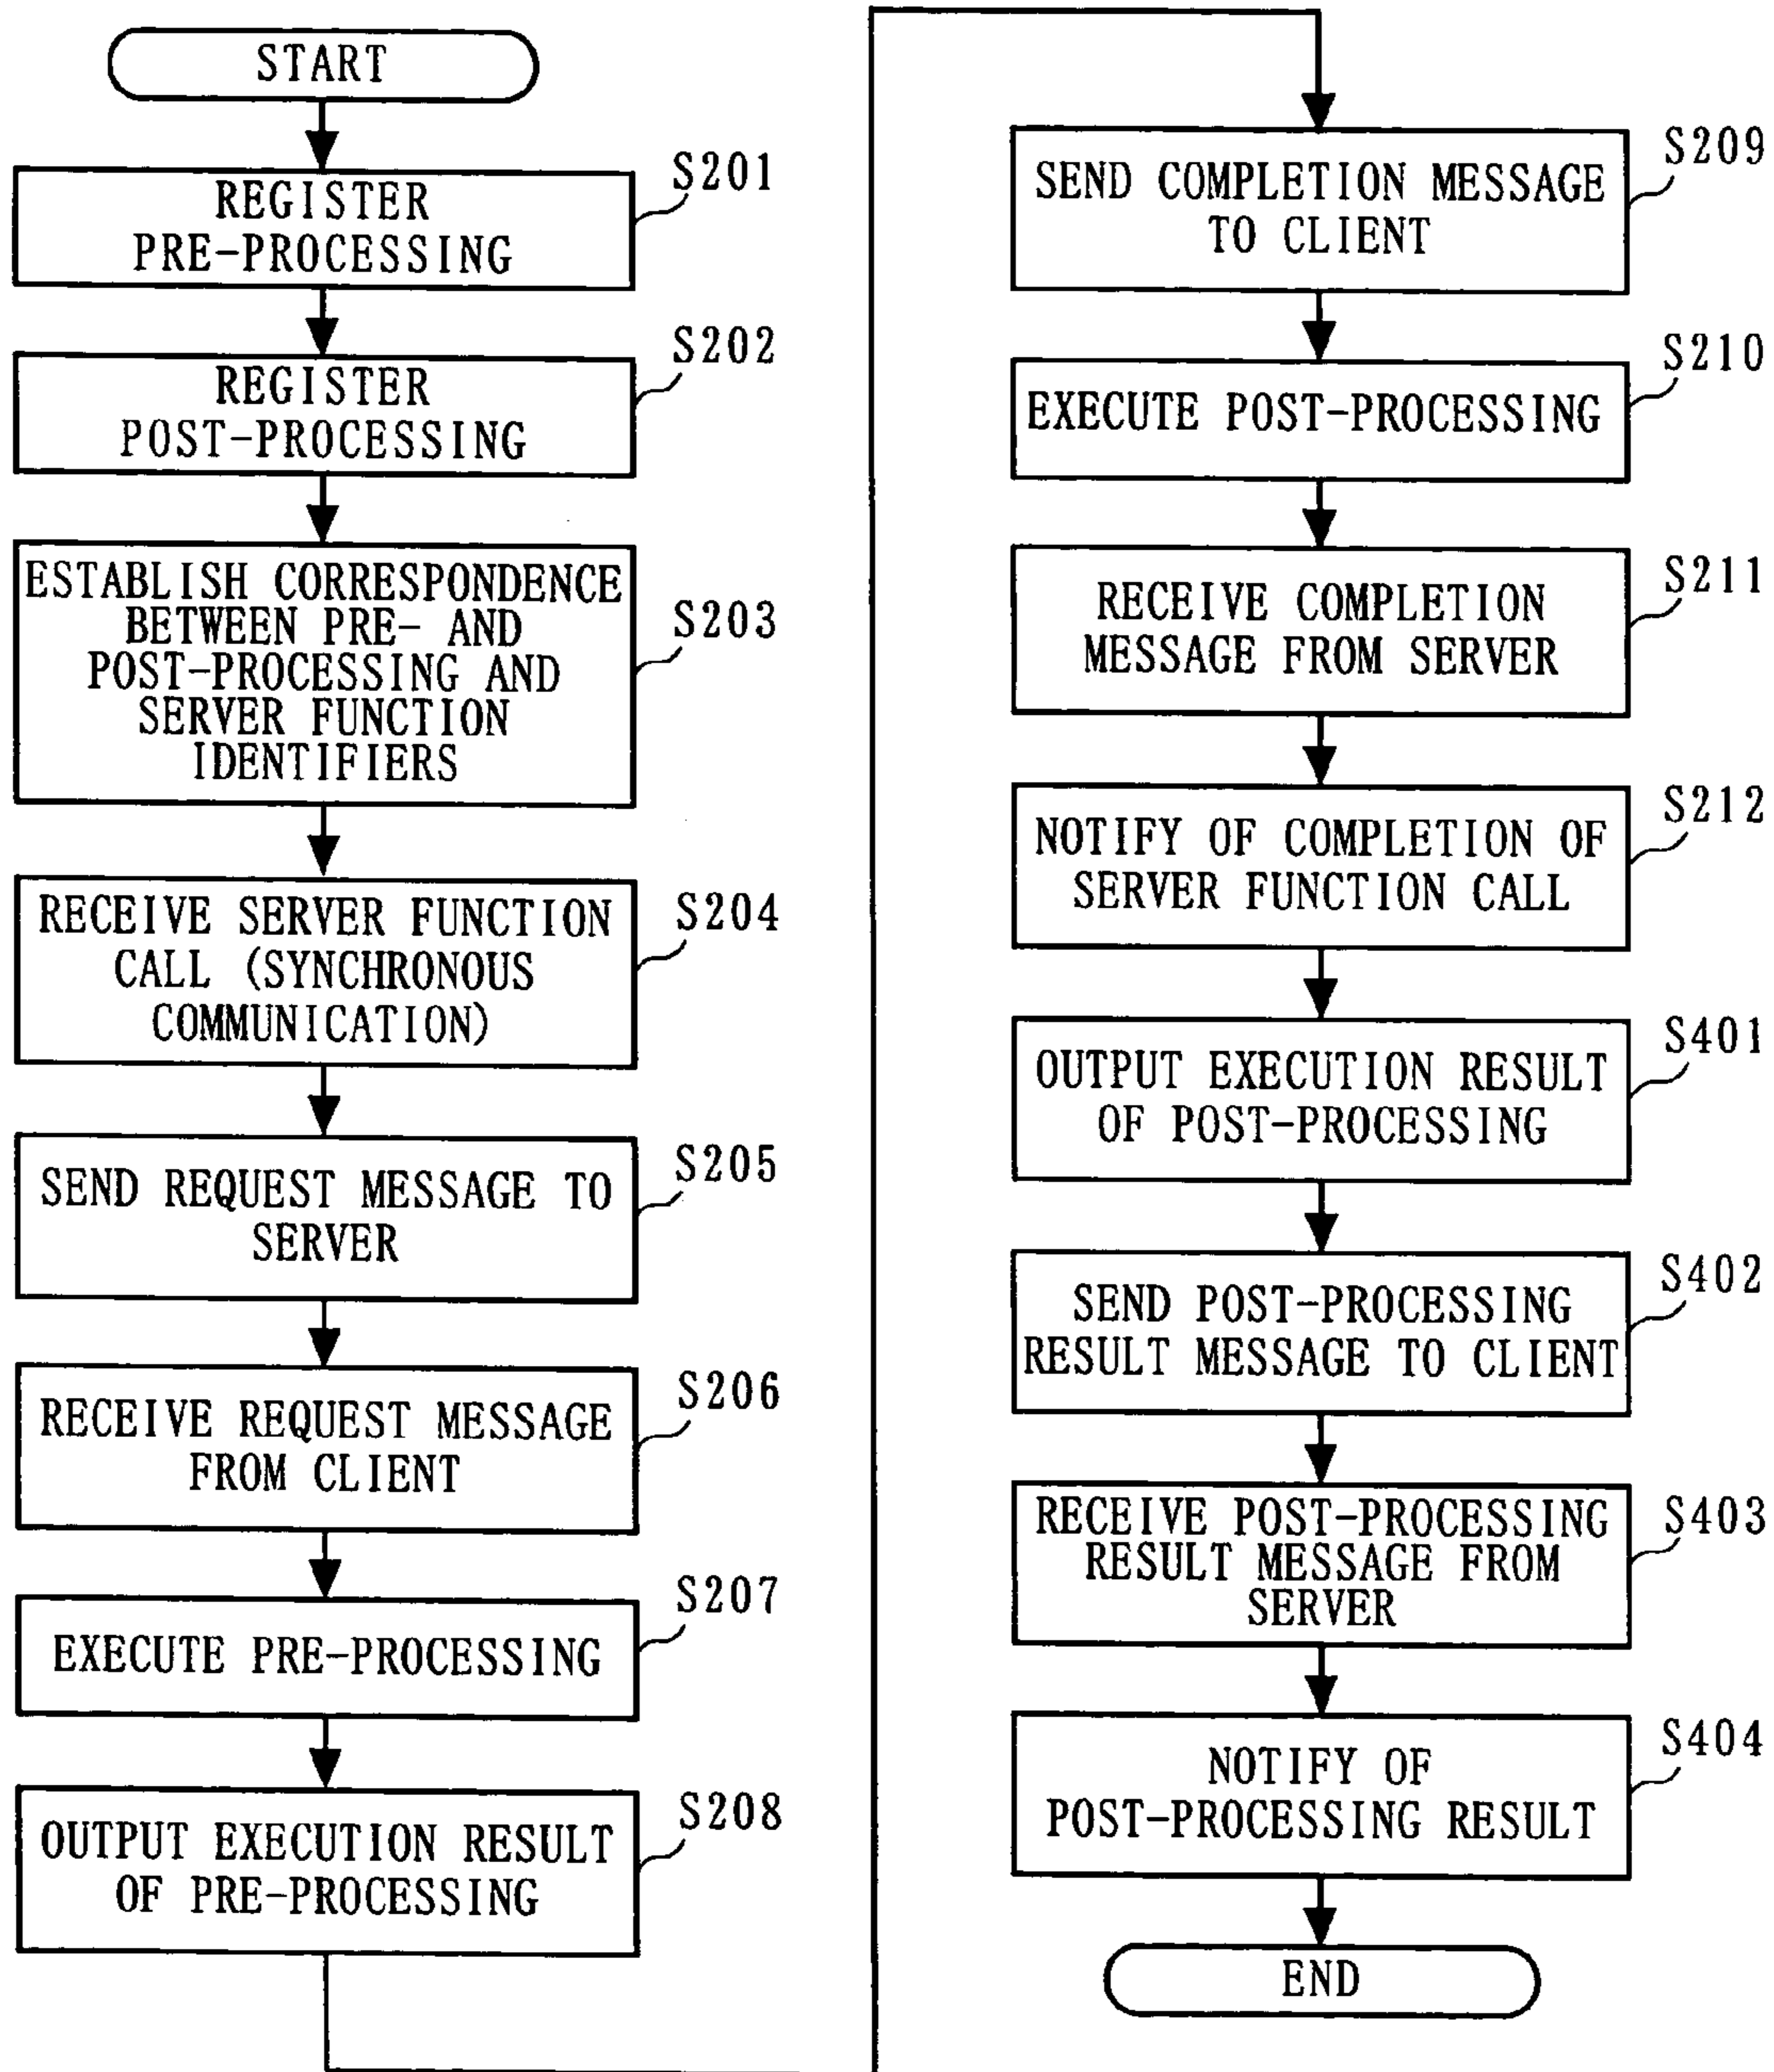 START
S201
REGISTER
PRE-PROCESSING
S202
REGISTER
POST-PROCESSING
S203
ESTABLISH CORRESPONDENCE
BETWEEN PRE- AND
POST-PROCESSING AND
SERVER FUNCTION
IDENTIFIERS
S204
RECEIVE SERVER FUNCTION
CALL (SYNCHRONOUS
COMMUNICATION)
S205
SEND REQUEST MESSAGE TO
SERVER
S206
RECEIVE REQUEST MESSAGE
FROM CLIENT
S207
EXECUTE PRE-PROCESSING
S208
OUTPUT EXECUTION RESULT
OF PRE-PROCESSING
S209
SEND COMPLETION MESSAGE
TO CLIENT
S210
EXECUTE POST-PROCESSING
S211
RECEIVE COMPLETION
MESSAGE FROM SERVER
S212
NOTIFY OF COMPLETION OF
SERVER FUNCTION CALL
S401
OUTPUT EXECUTION RESULT
OF POST-PROCESSING
S402
SEND POST-PROCESSING
RESULT MESSAGE TO CLIENT
S403
RECEIVE POST-PROCESSING
RESULT MESSAGE FROM
SERVER
S404
NOTIFY OF
POST-PROCESSING RESULT
END